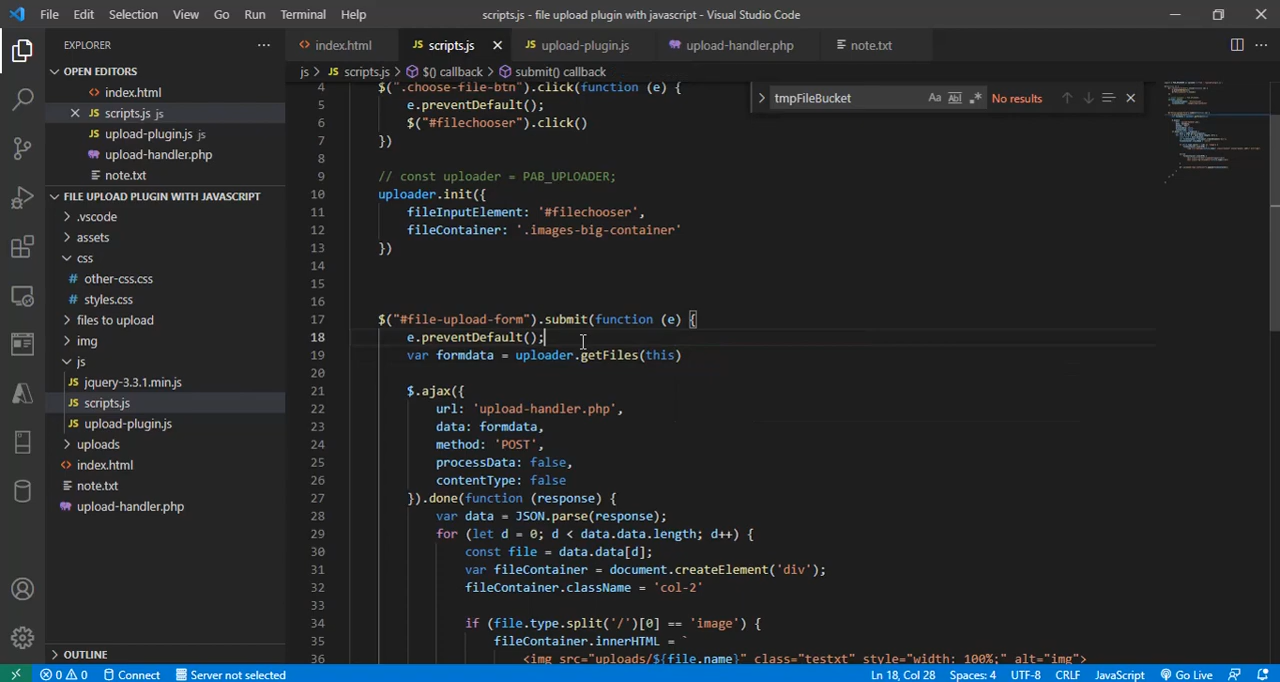 File Edit Selection View Go Run Terminal Help
scripts.js - file upload plugin with javascript - Visual Studio Code
EXPLORER
OPEN EDITORS
index.html
scripts.js js
upload-plugin.js js
upload-handler.php
note.txt
FILE UPLOAD PLUGIN WITH JAVASCRIPT
.vscode
assets
css
# other-css.css
# styles.css
files to upload
img
js
JS jquery-3.3.1.min.js
JS scripts.js
JS upload-plugin.js
uploads
index.html
note.txt
upload-handler.php
OUTLINE
index.html
JS scripts.js
JS upload-plugin.js
upload-handler.php
note.txt
js > JS scripts.js > $() callback > submit() callback
tmpFileBucket Aa Abl .* No results
4 $(".choose-file-btn").click(function (e) {
5 e.preventDefault();
6 $("#filechooser").click()
7 })
8
9 // const uploader = PAB_UPLOADER;
10 uploader.init({
11 fileInputElement: '#filechooser',
12 fileContainer: '.images-big-container'
13 })
14
15
16
17 $("#file-upload-form").submit(function (e) {
18 e.preventDefault();
19 var formdata = uploader.getFiles(this)
20
21 $.ajax({
22 url: 'upload-handler.php',
23 data: formdata,
24 method: 'POST',
25 processData: false,
26 contentType: false
27 }).done(function (response) {
28 var data = JSON.parse(response);
29 for (let d = 0; d < data.data.length; d++) {
30 const file = data.data[d];
31 var fileContainer = document.createElement('div');
32 fileContainer.className = 'col-2'
33
34 if (file.type.split('/')[0] == 'image') {
35 fileContainer.innerHTML = `
36 <img src="uploads/${file.name}" class="testxt" style="width: 100%;" alt="img">
0 0 Connect Server not selected
Ln 18, Col 28 Spaces: 4 UTF-8 CRLF JavaScript Go Live